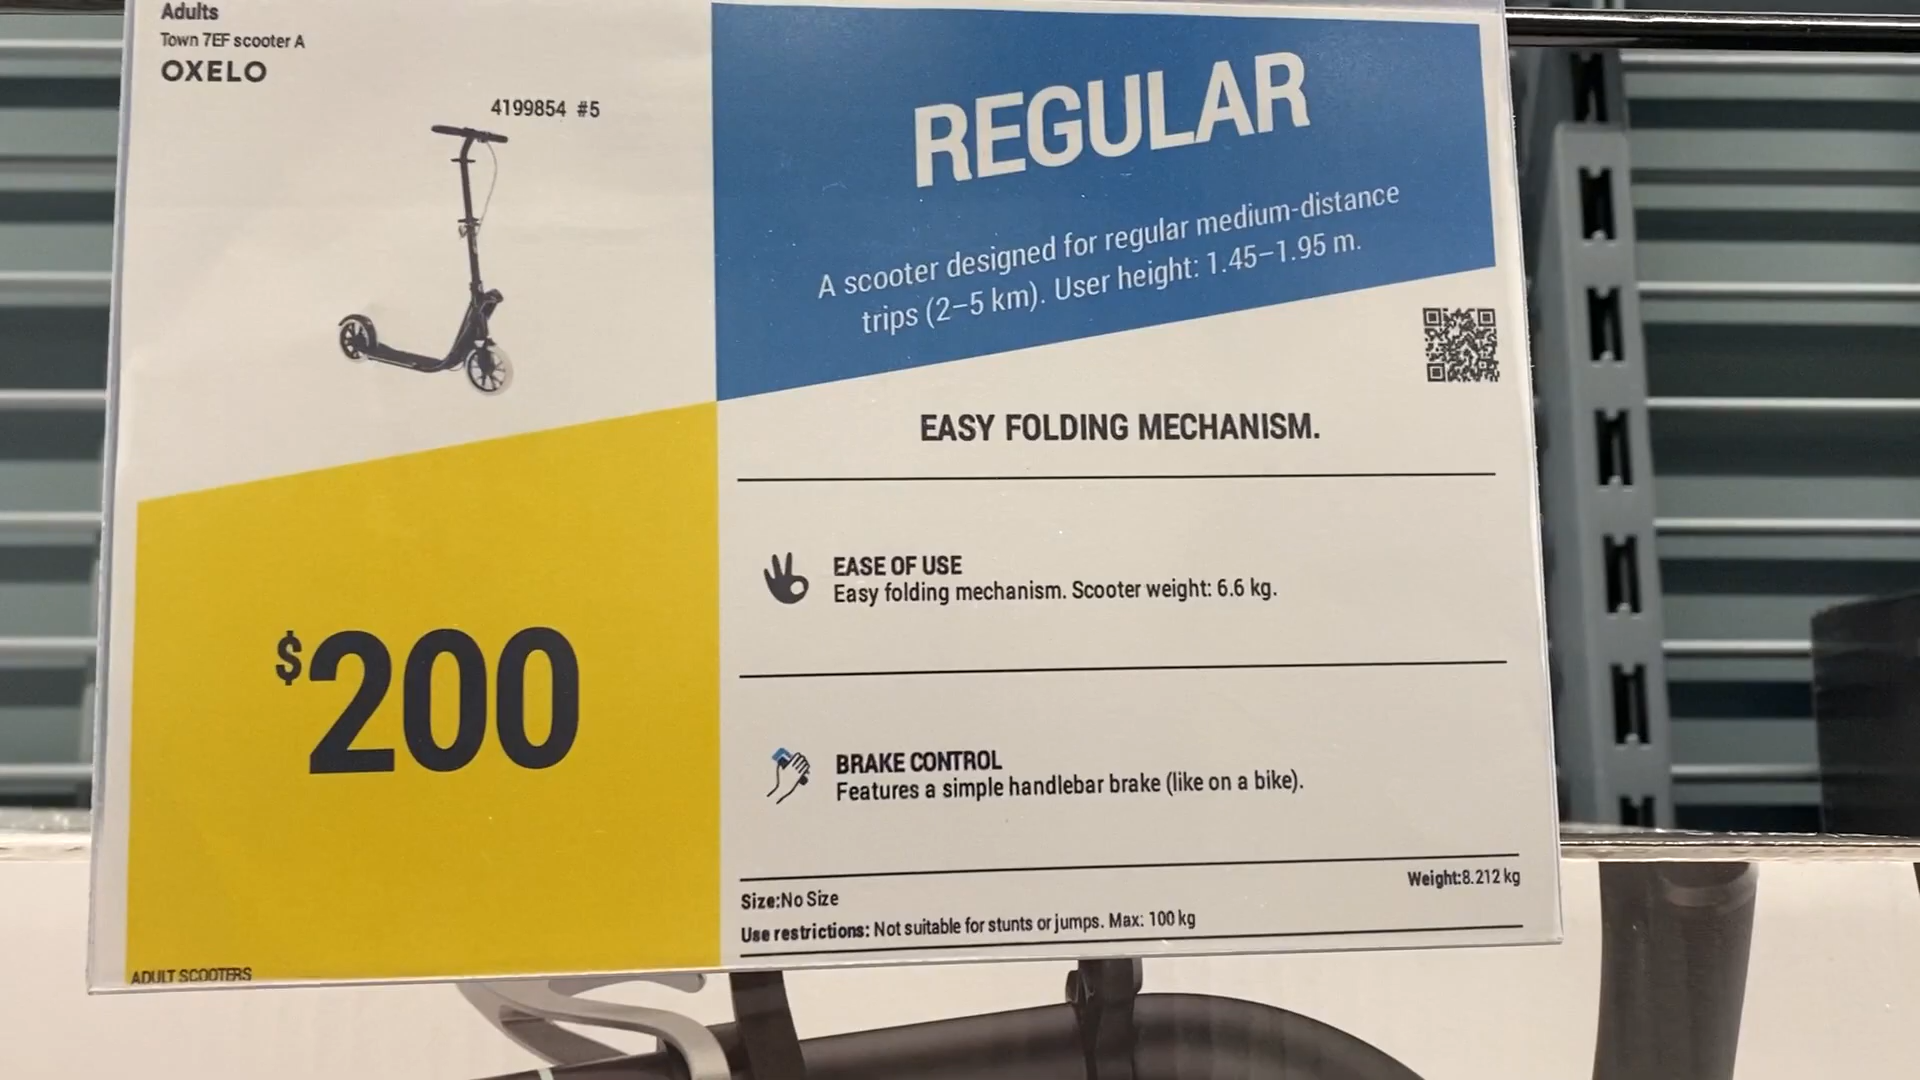 Adults
Town 7EF scooter A
OXELO
4199854 #5
REGULAR
A scooter designed for regular medium-distance
trips (2–5 km). User height: 1.45–1.95 m.
EASY FOLDING MECHANISM.
EASE OF USE
Easy folding mechanism. Scooter weight: 6.6 kg.
$200
BRAKE CONTROL
Features a simple handlebar brake (like on a bike).
Size:No Size
Weight:8.212 kg
Use restrictions: Not suitable for stunts or jumps. Max: 100 kg
ADULT SCOOTERS